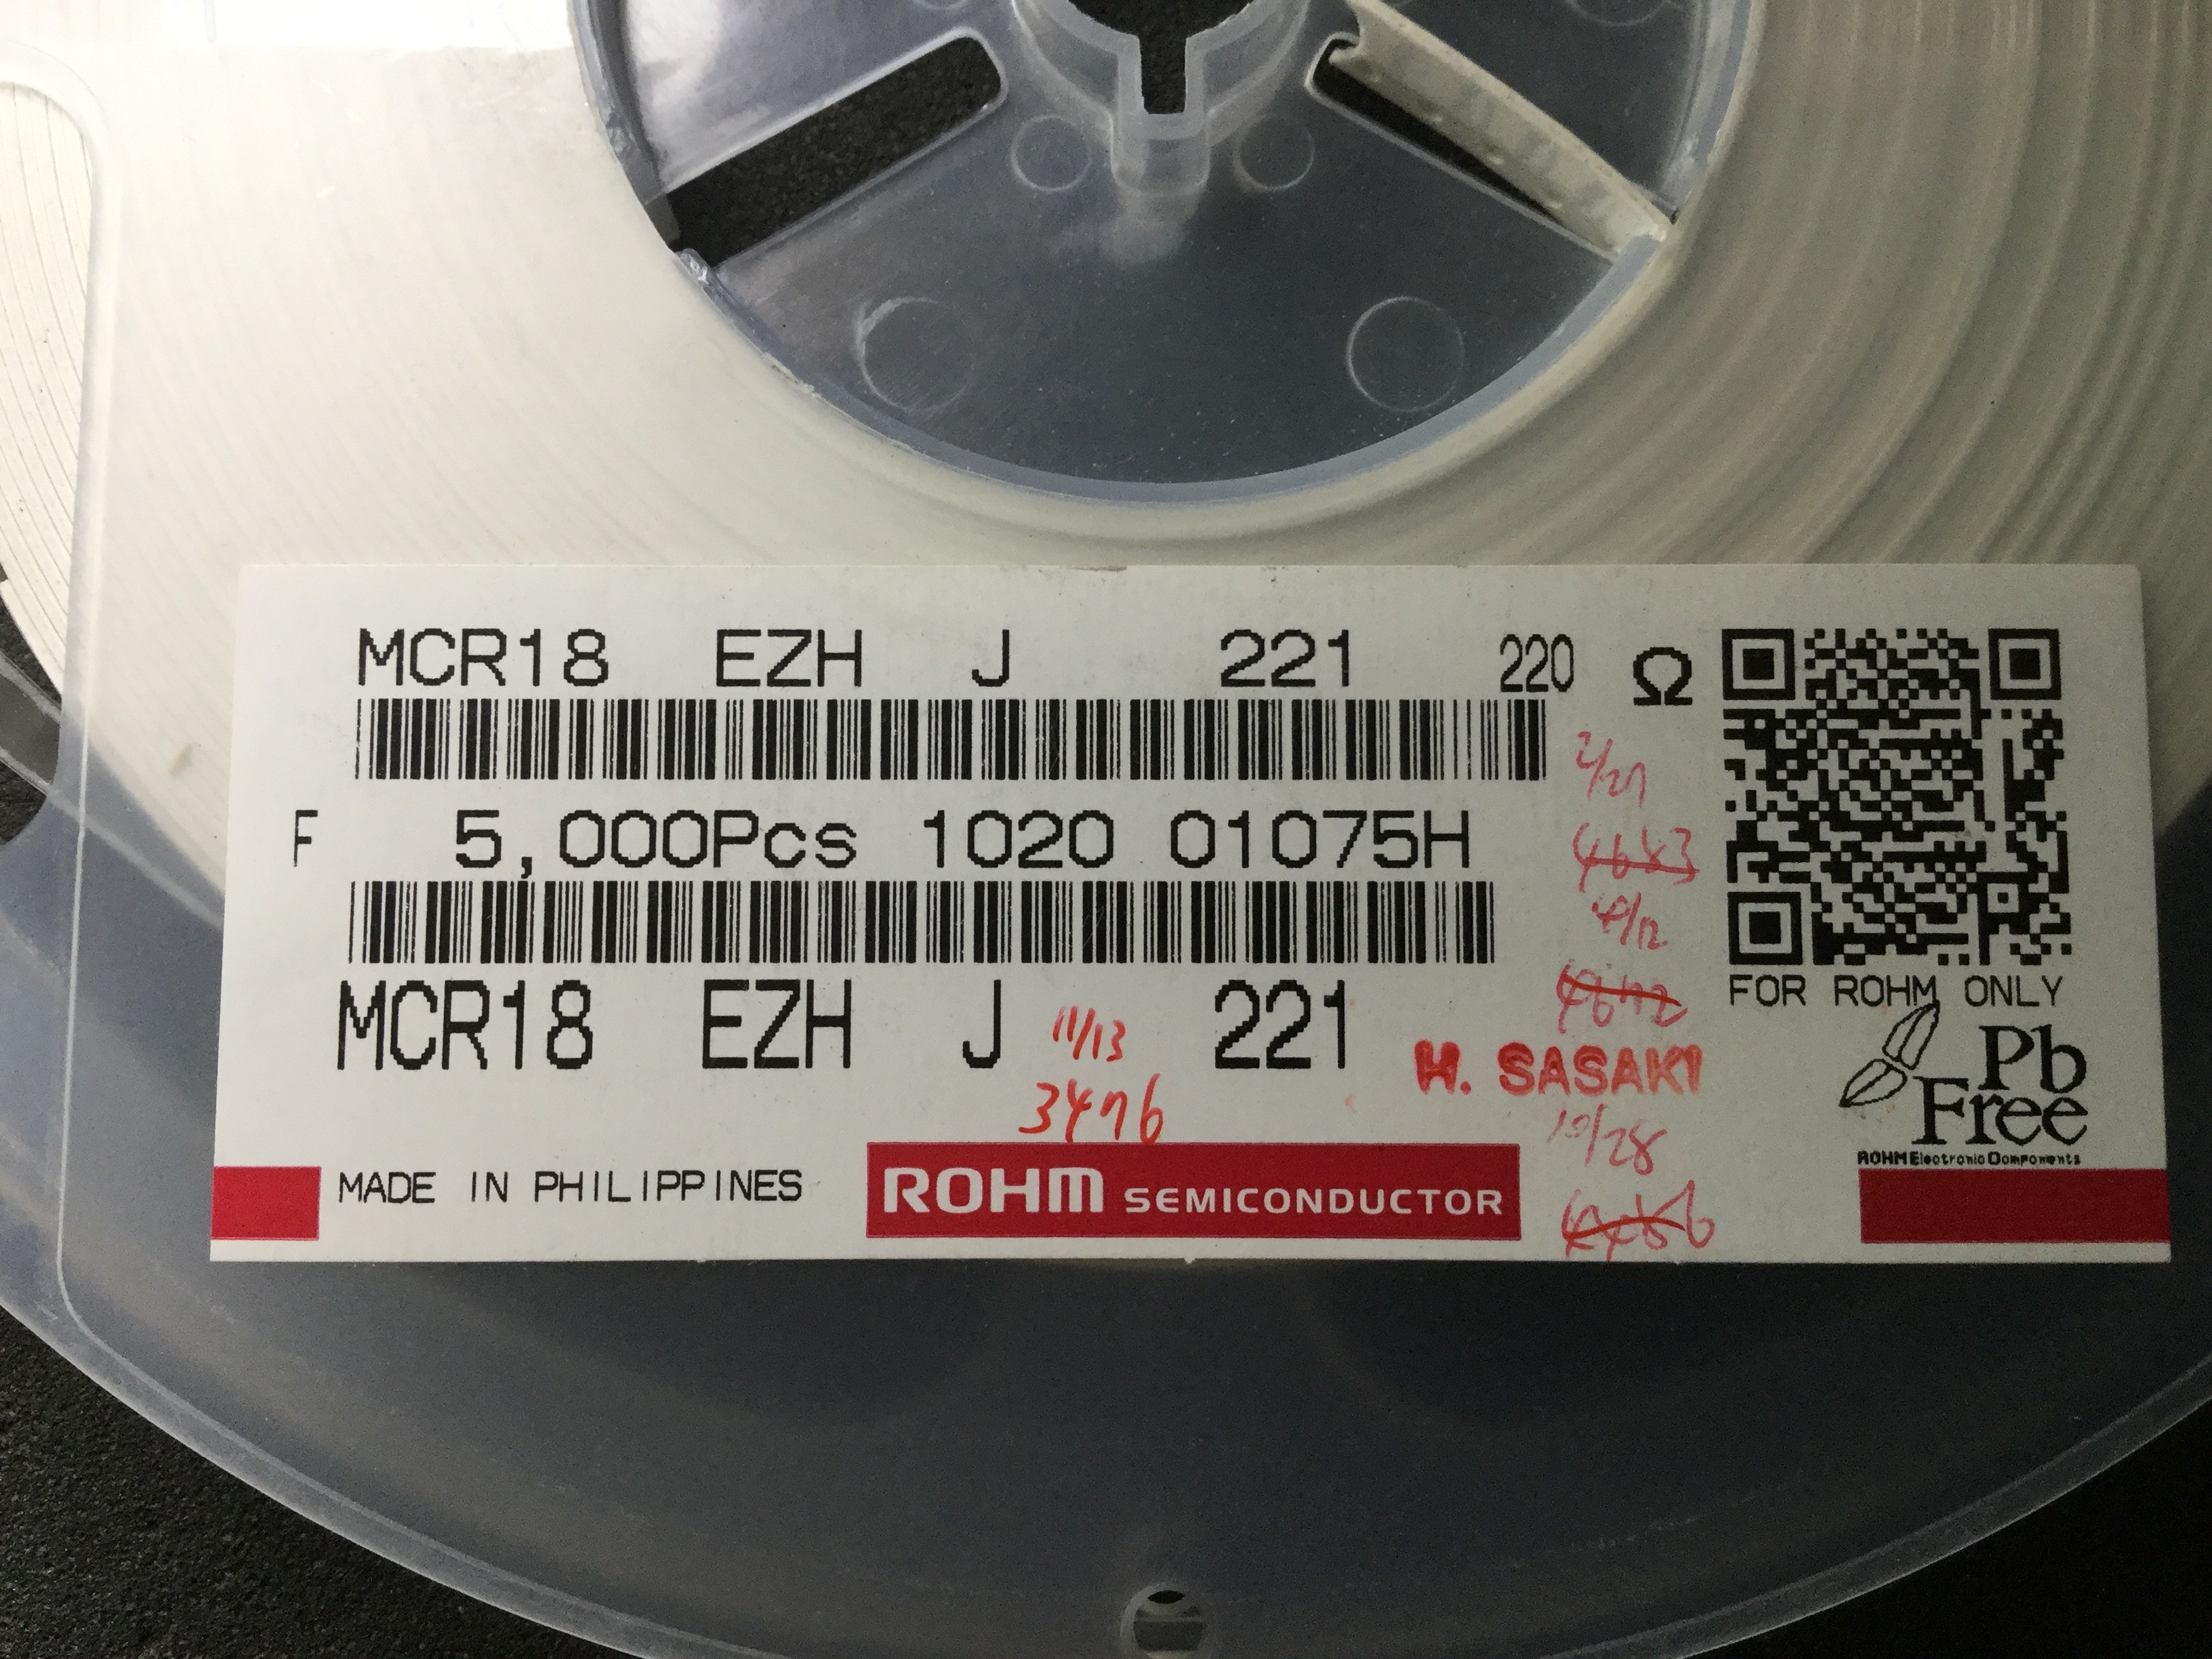 MCR18 EZH J 221 220 Ω
2/27
F 5,000Pcs 1020 01075H
4/12
FOR ROHM ONLY
MCR18 EZH J 221
11/13
3476
H. SASAKI
10/28
Pb
Free
ROHM Electronic Components
MADE IN PHILIPPINES
ROHM SEMICONDUCTOR